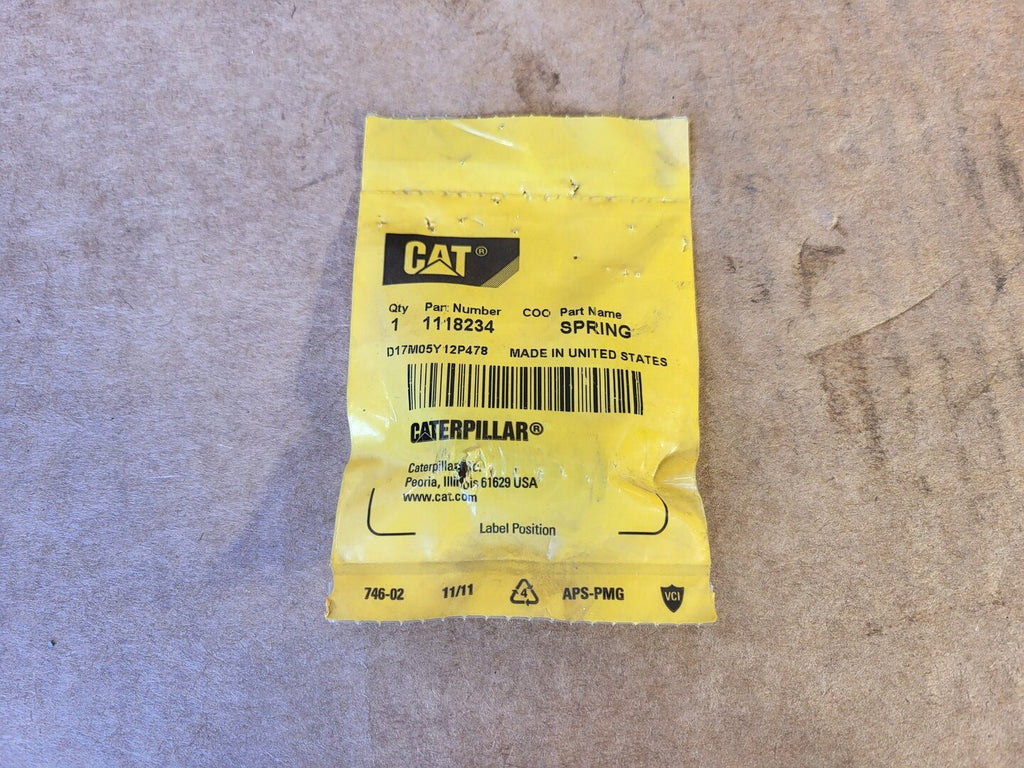 CAT®
Qty Part Number COO Part Name
1 1118234 SPRING
D17M05Y12P478 MADE IN UNITED STATES
CATERPILLAR®
Caterpillar
Peoria, Illinois 61629 USA
www.cat.com
Label Position
746-02 11/11 4 APS-PMG VCI